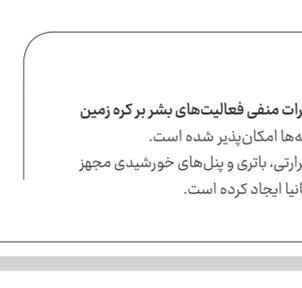 منفی فعالیت‌های بشر بر کره زمین
امکان‌پذیر شده است.
باتری و پنل‌های خورشیدی مجهز
ایجاد کرده است.